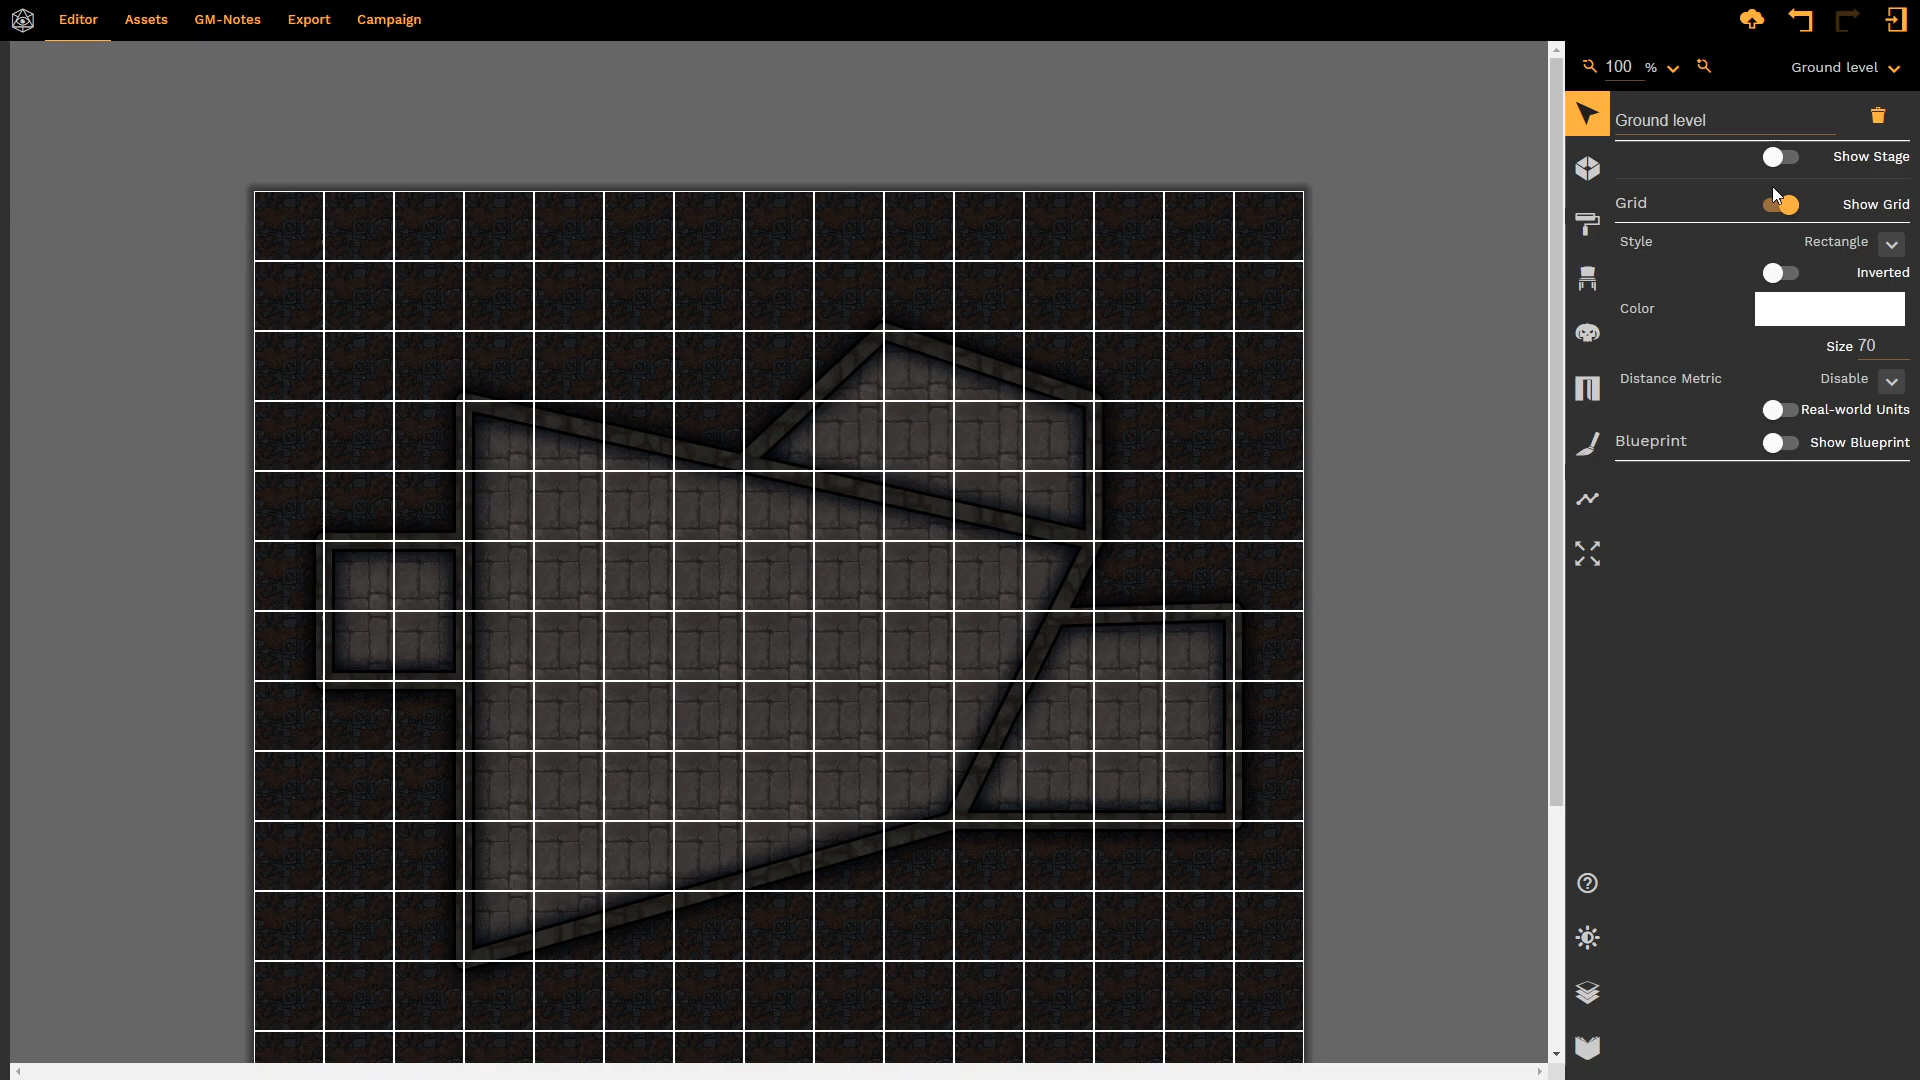 Editor Assets GM-Notes Export Campaign
100 % Ground level
Ground level
Show Stage
Grid Show Grid
Style Rectangle
Inverted
Color
Size 70
Distance Metric Disable
Real-world Units
Blueprint Show Blueprint